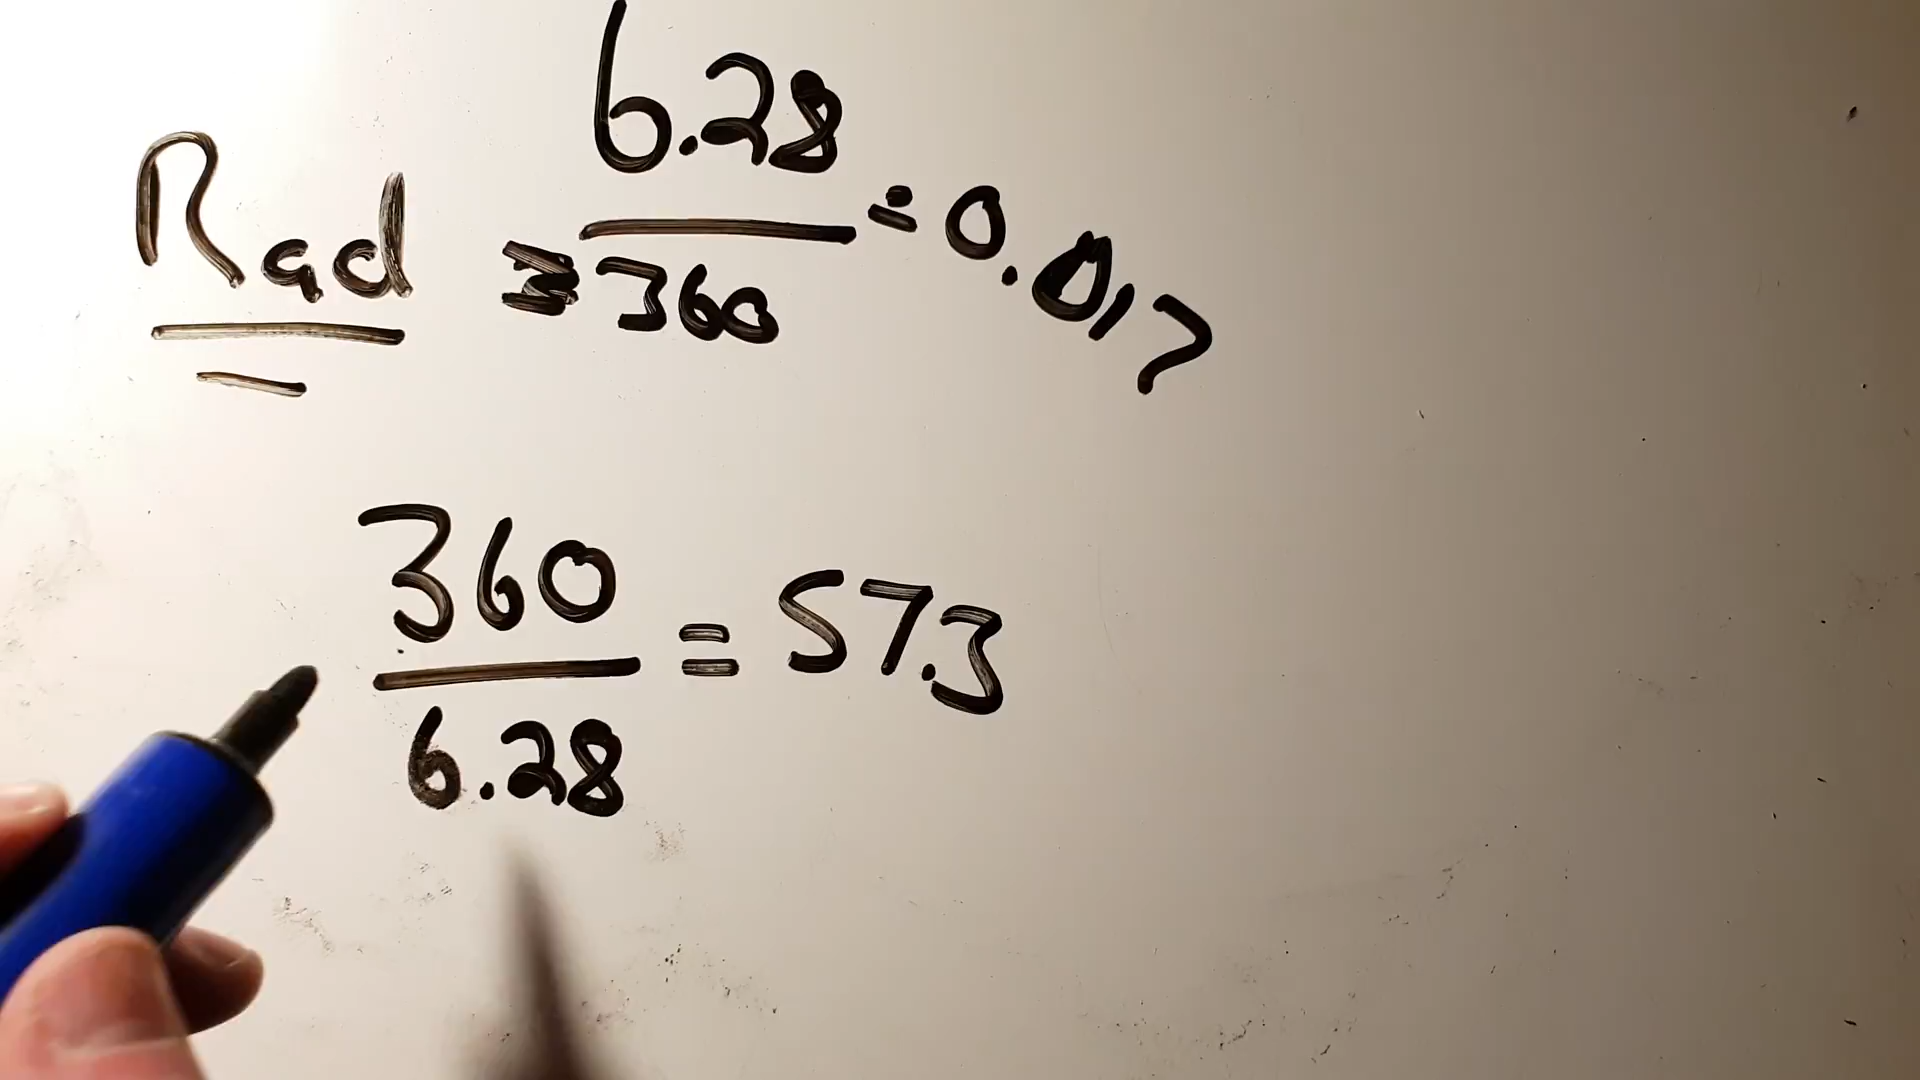 Rad = 6.28 / 360 = 0.017
360 / 6.28 = 57.3